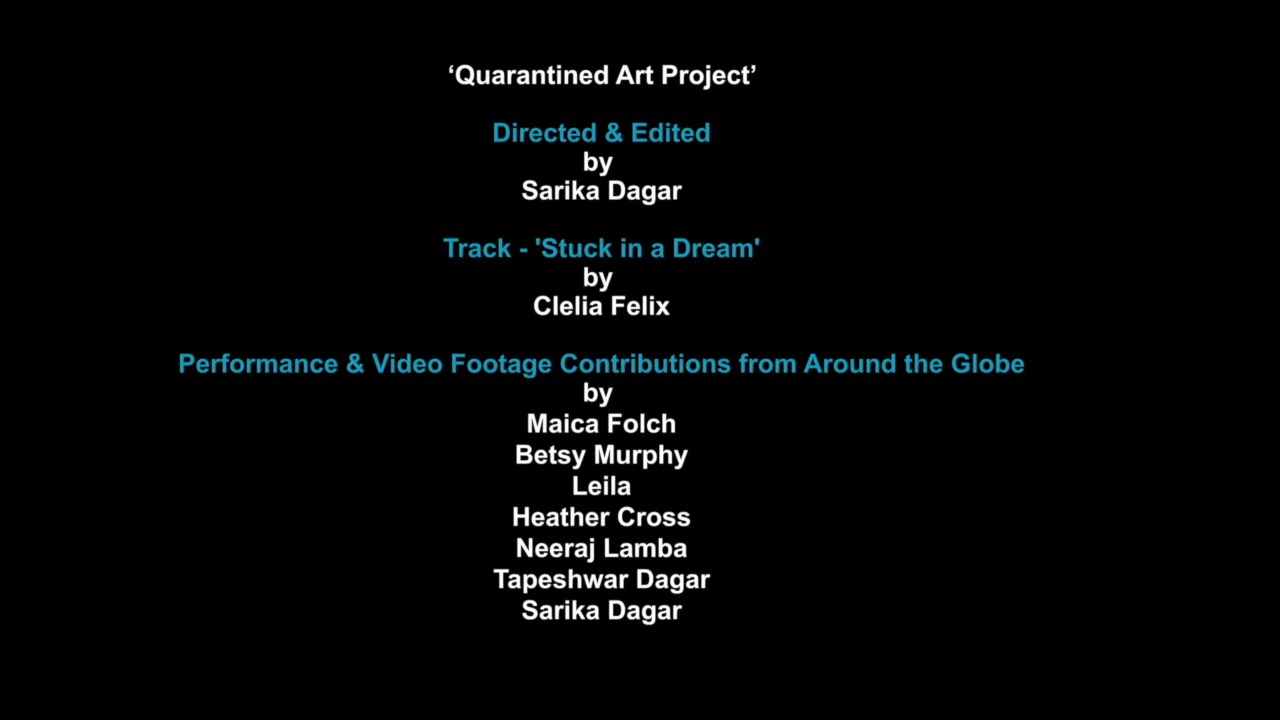 ‘Quarantined Art Project’
Directed & Edited
by
Sarika Dagar
Track - 'Stuck in a Dream'
by
Clelia Felix
Performance & Video Footage Contributions from Around the Globe
by
Maica Folch
Betsy Murphy
Leila
Heather Cross
Neeraj Lamba
Tapeshwar Dagar
Sarika Dagar